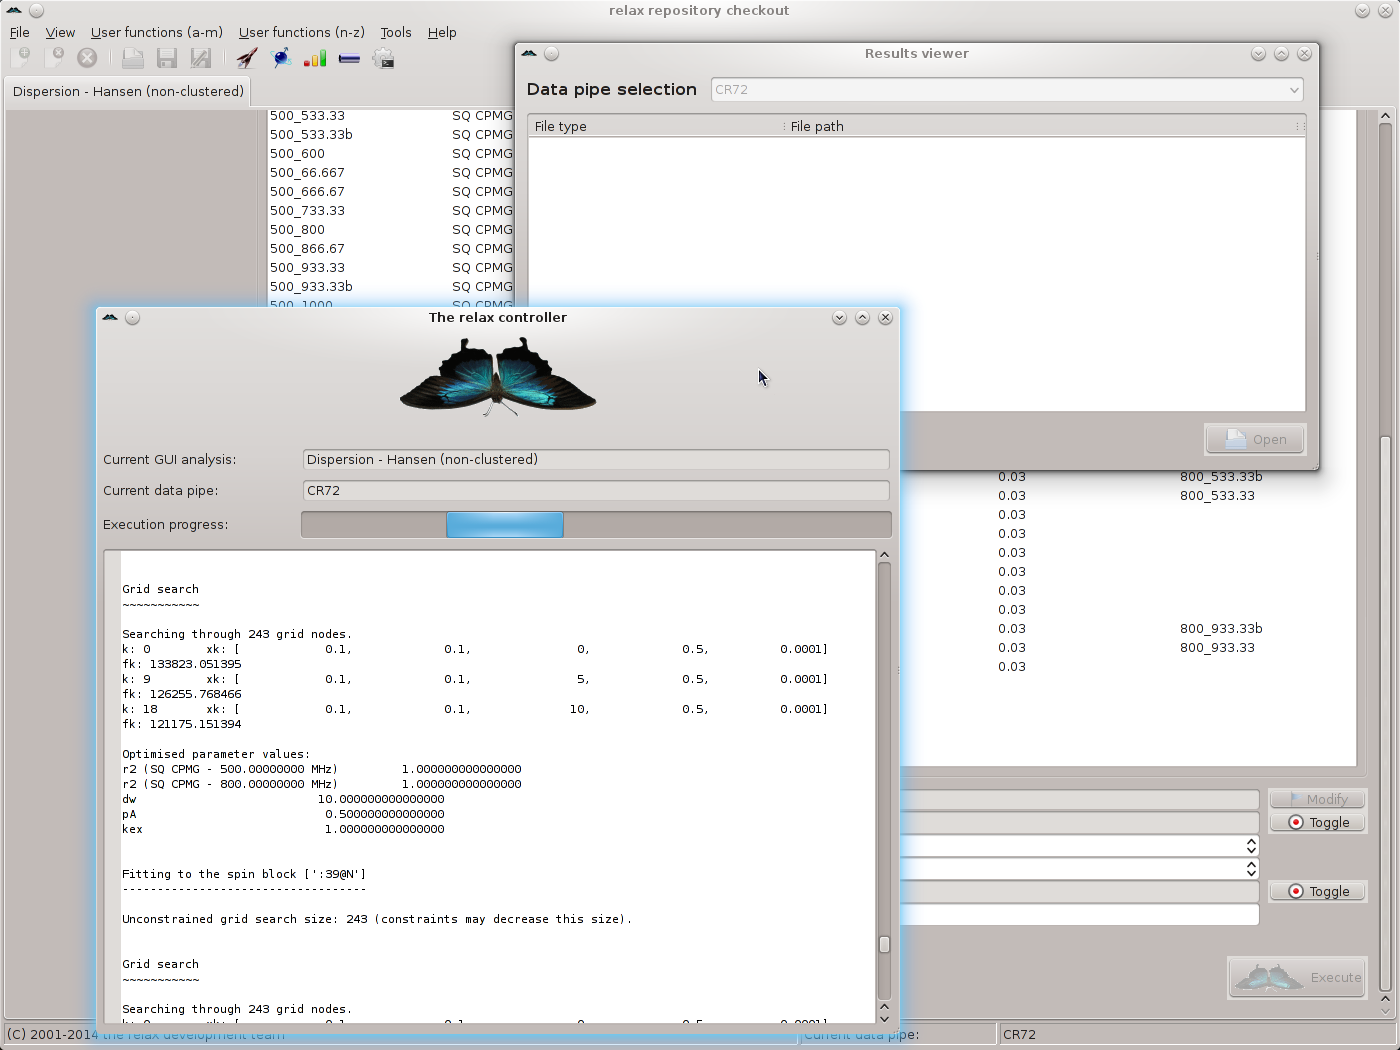 relax repository checkout
File View User functions (a-m) User functions (n-z) Tools Help
Dispersion - Hansen (non-clustered)
500_533.33 SQ CPMG
500_533.33b SQ CPMG
500_600 SQ CPMG
500_66.667 SQ CPMG
500_666.67 SQ CPMG
500_733.33 SQ CPMG
500_800 SQ CPMG
500_866.67 SQ CPMG
500_933.33 SQ CPMG
500_933.33b SQ CPMG
500_1000 SQ CPMG
Results viewer
Data pipe selection CR72
File type File path
Open
The relax controller
Current GUI analysis: Dispersion - Hansen (non-clustered)
Current data pipe: CR72
Execution progress:
Grid search
~~~~~~~~~~~
Searching through 243 grid nodes.
k: 0 xk: [ 0.1, 0.1, 0, 0.5, 0.0001]
fk: 133823.051395
k: 9 xk: [ 0.1, 0.1, 5, 0.5, 0.0001]
fk: 126255.768466
k: 18 xk: [ 0.1, 0.1, 10, 0.5, 0.0001]
fk: 121175.151394
Optimised parameter values:
r2 (SQ CPMG - 500.00000000 MHz) 1.000000000000000
r2 (SQ CPMG - 800.00000000 MHz) 1.000000000000000
dw 10.000000000000000
pA 0.500000000000000
kex 1.000000000000000
Fitting to the spin block [':39@N']
-----------------------------------
Unconstrained grid search size: 243 (constraints may decrease this size).
Grid search
~~~~~~~~~~~
Searching through 243 grid nodes.
k: 0 xk: [ 0.1, 0.1, 0, 0.5, 0.0001]
0.03 800_533.33b
0.03 800_533.33
0.03
0.03
0.03
0.03
0.03
0.03
0.03 800_933.33b
0.03 800_933.33
0.03
Modify
Toggle
Toggle
Execute
(C) 2001-2014 the relax development team Current data pipe: CR72